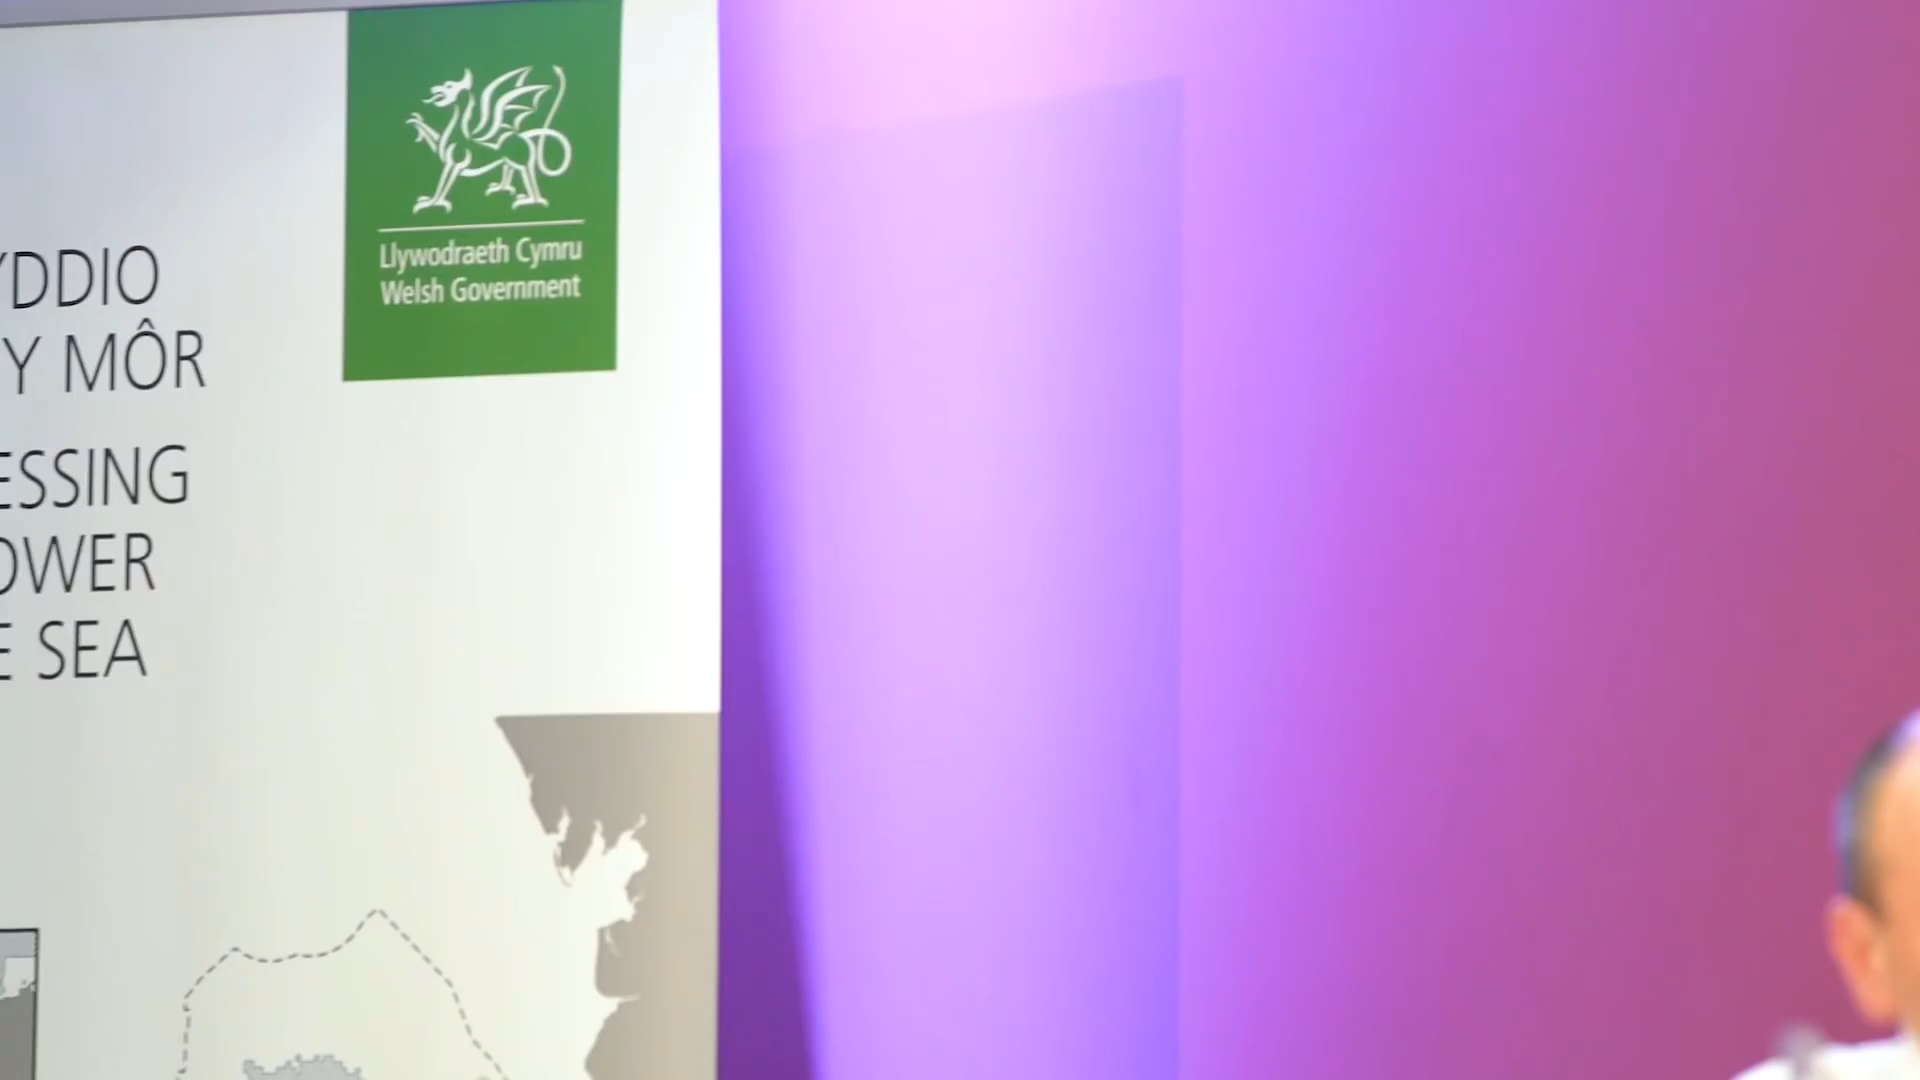 YDDIO
Y MÔR
ESSING
OWER
E SEA
Llywodraeth Cymru
Welsh Government